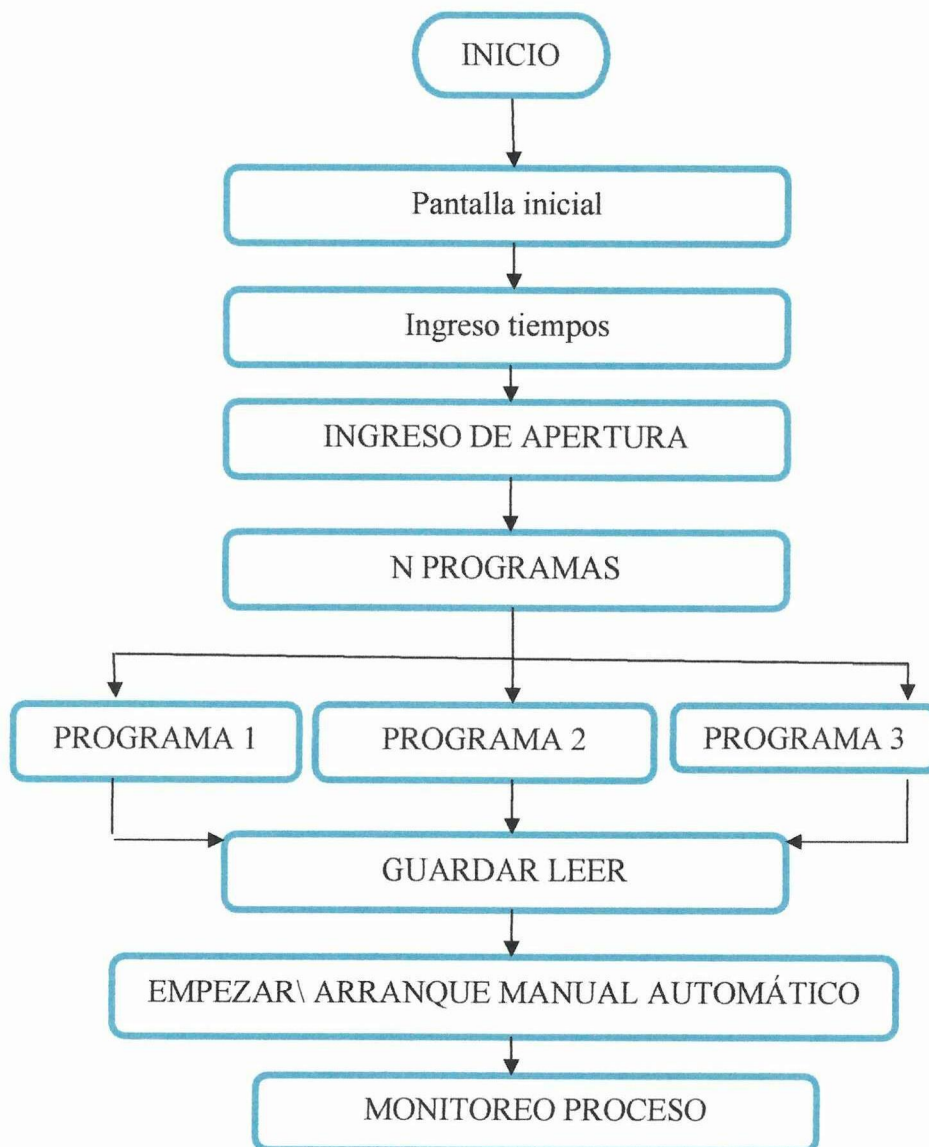 INICIO
Pantalla inicial
Ingreso tiempos
INGRESO DE APERTURA
N PROGRAMAS
PROGRAMA 1
PROGRAMA 2
PROGRAMA 3
GUARDAR LEER
EMPEZAR\ ARRANQUE MANUAL AUTOMÁTICO
MONITOREO PROCESO